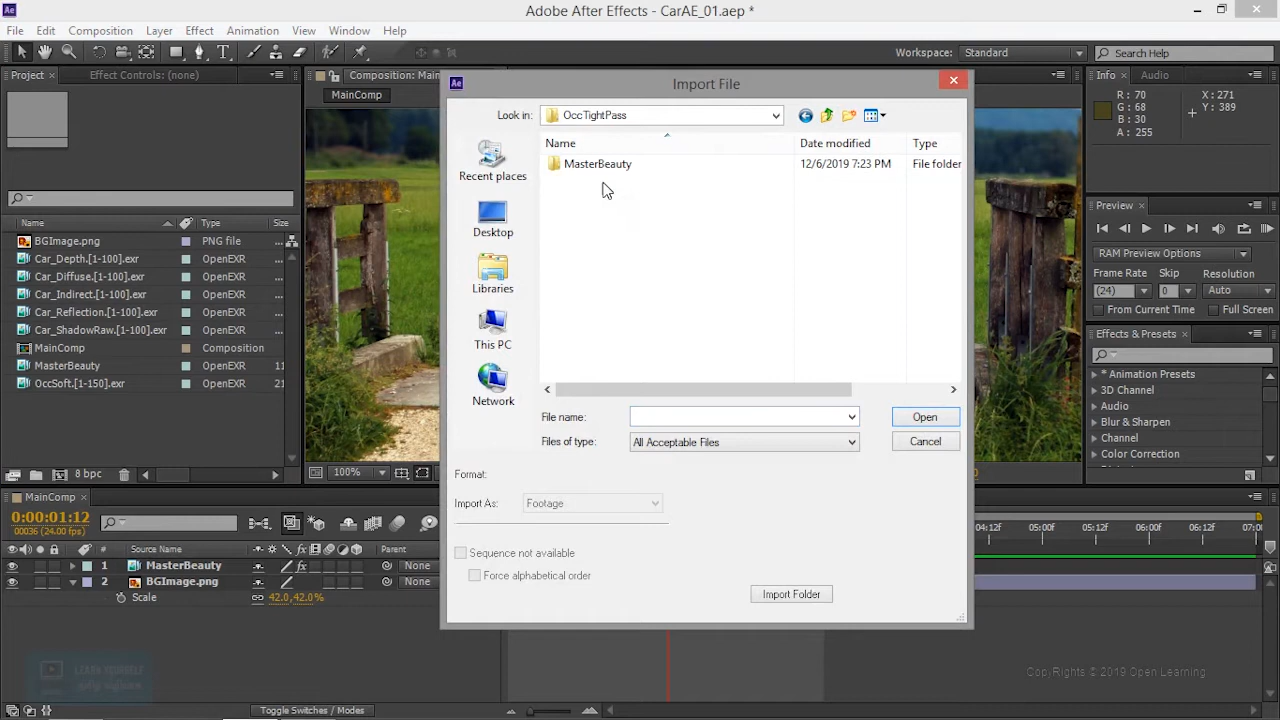 Adobe After Effects - CarAE_01.aep *
File Edit Composition Layer Effect Animation View Window Help
Workspace: Standard Search Help
Project Effect Controls: (none) Composition: Main
MainComp
Name Type Size
BGImage.png PNG file ...
Car_Depth.[1-100].exr OpenEXR ...
Car_Diffuse.[1-100].exr OpenEXR ...
Car_Indirect.[1-100].exr OpenEXR ...
Car_Reflection.[1-100].exr OpenEXR ...
Car_ShadowRaw.[1-100].exr OpenEXR ...
MainComp Composition
MasterBeauty OpenEXR 11
OccSoft.[1-150].exr OpenEXR 21
8 bpc
100%
Import File
Look in: OccTightPass
Name Date modified Type
MasterBeauty 12/6/2019 7:23 PM File folder
Recent places
Desktop
Libraries
This PC
Network
File name: Open
Files of type: All Acceptable Files Cancel
Format:
Import As: Footage
Sequence not available
Force alphabetical order
Import Folder
Info Audio
R: 70 X: 271
G: 68 Y: 389
B: 30
A: 255
Preview
RAM Preview Options
Frame Rate Skip Resolution
(24) 0 Auto
From Current Time Full Screen
Effects & Presets
* Animation Presets
3D Channel
Audio
Blur & Sharpen
Channel
Color Correction
MainComp
0:00:01:12
00036 (24.00 fps)
04:12f 05:00f 05:12f 06:00f 06:12f 07:0
# Source Name Parent
1 MasterBeauty None
2 BGImage.png None
Scale 42.0,42.0%
LEARN YOURSELF
CopyRights © 2019 Open Learning
Toggle Switches / Modes